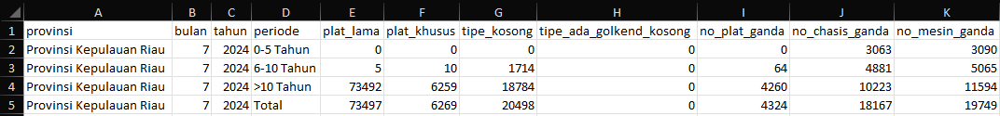 A B C D E F G H I J K
1 provinsi bulan tahun periode plat_lama plat_khusus tipe_kosong tipe_ada_golkend_kosong no_plat_ganda no_chasis_ganda no_mesin_ganda
2 Provinsi Kepulauan Riau 7 2024 0-5 Tahun 0 0 0 0 0 3063 3090
3 Provinsi Kepulauan Riau 7 2024 6-10 Tahun 5 10 1714 0 64 4881 5065
4 Provinsi Kepulauan Riau 7 2024 >10 Tahun 73492 6259 18784 0 4260 10223 11594
5 Provinsi Kepulauan Riau 7 2024 Total 73497 6269 20498 0 4324 18167 19749